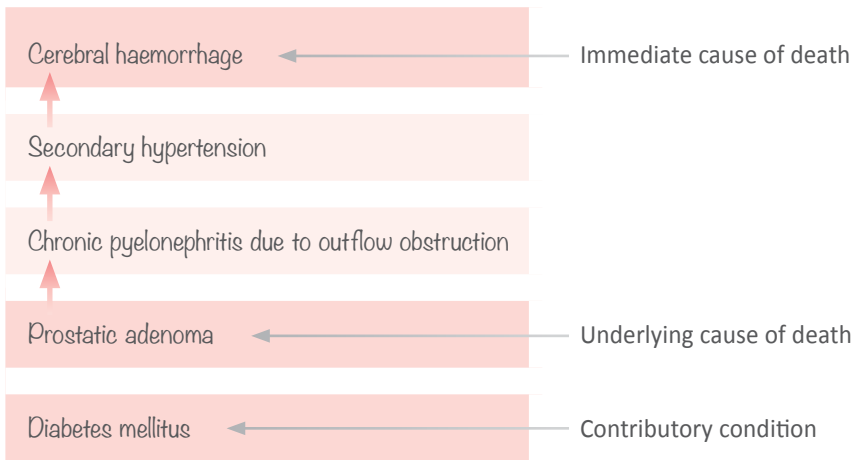 Cerebral haemorrhage
Immediate cause of death
Secondary hypertension
Chronic pyelonephritis due to outflow obstruction
Prostatic adenoma
Underlying cause of death
Diabetes mellitus
Contributory condition